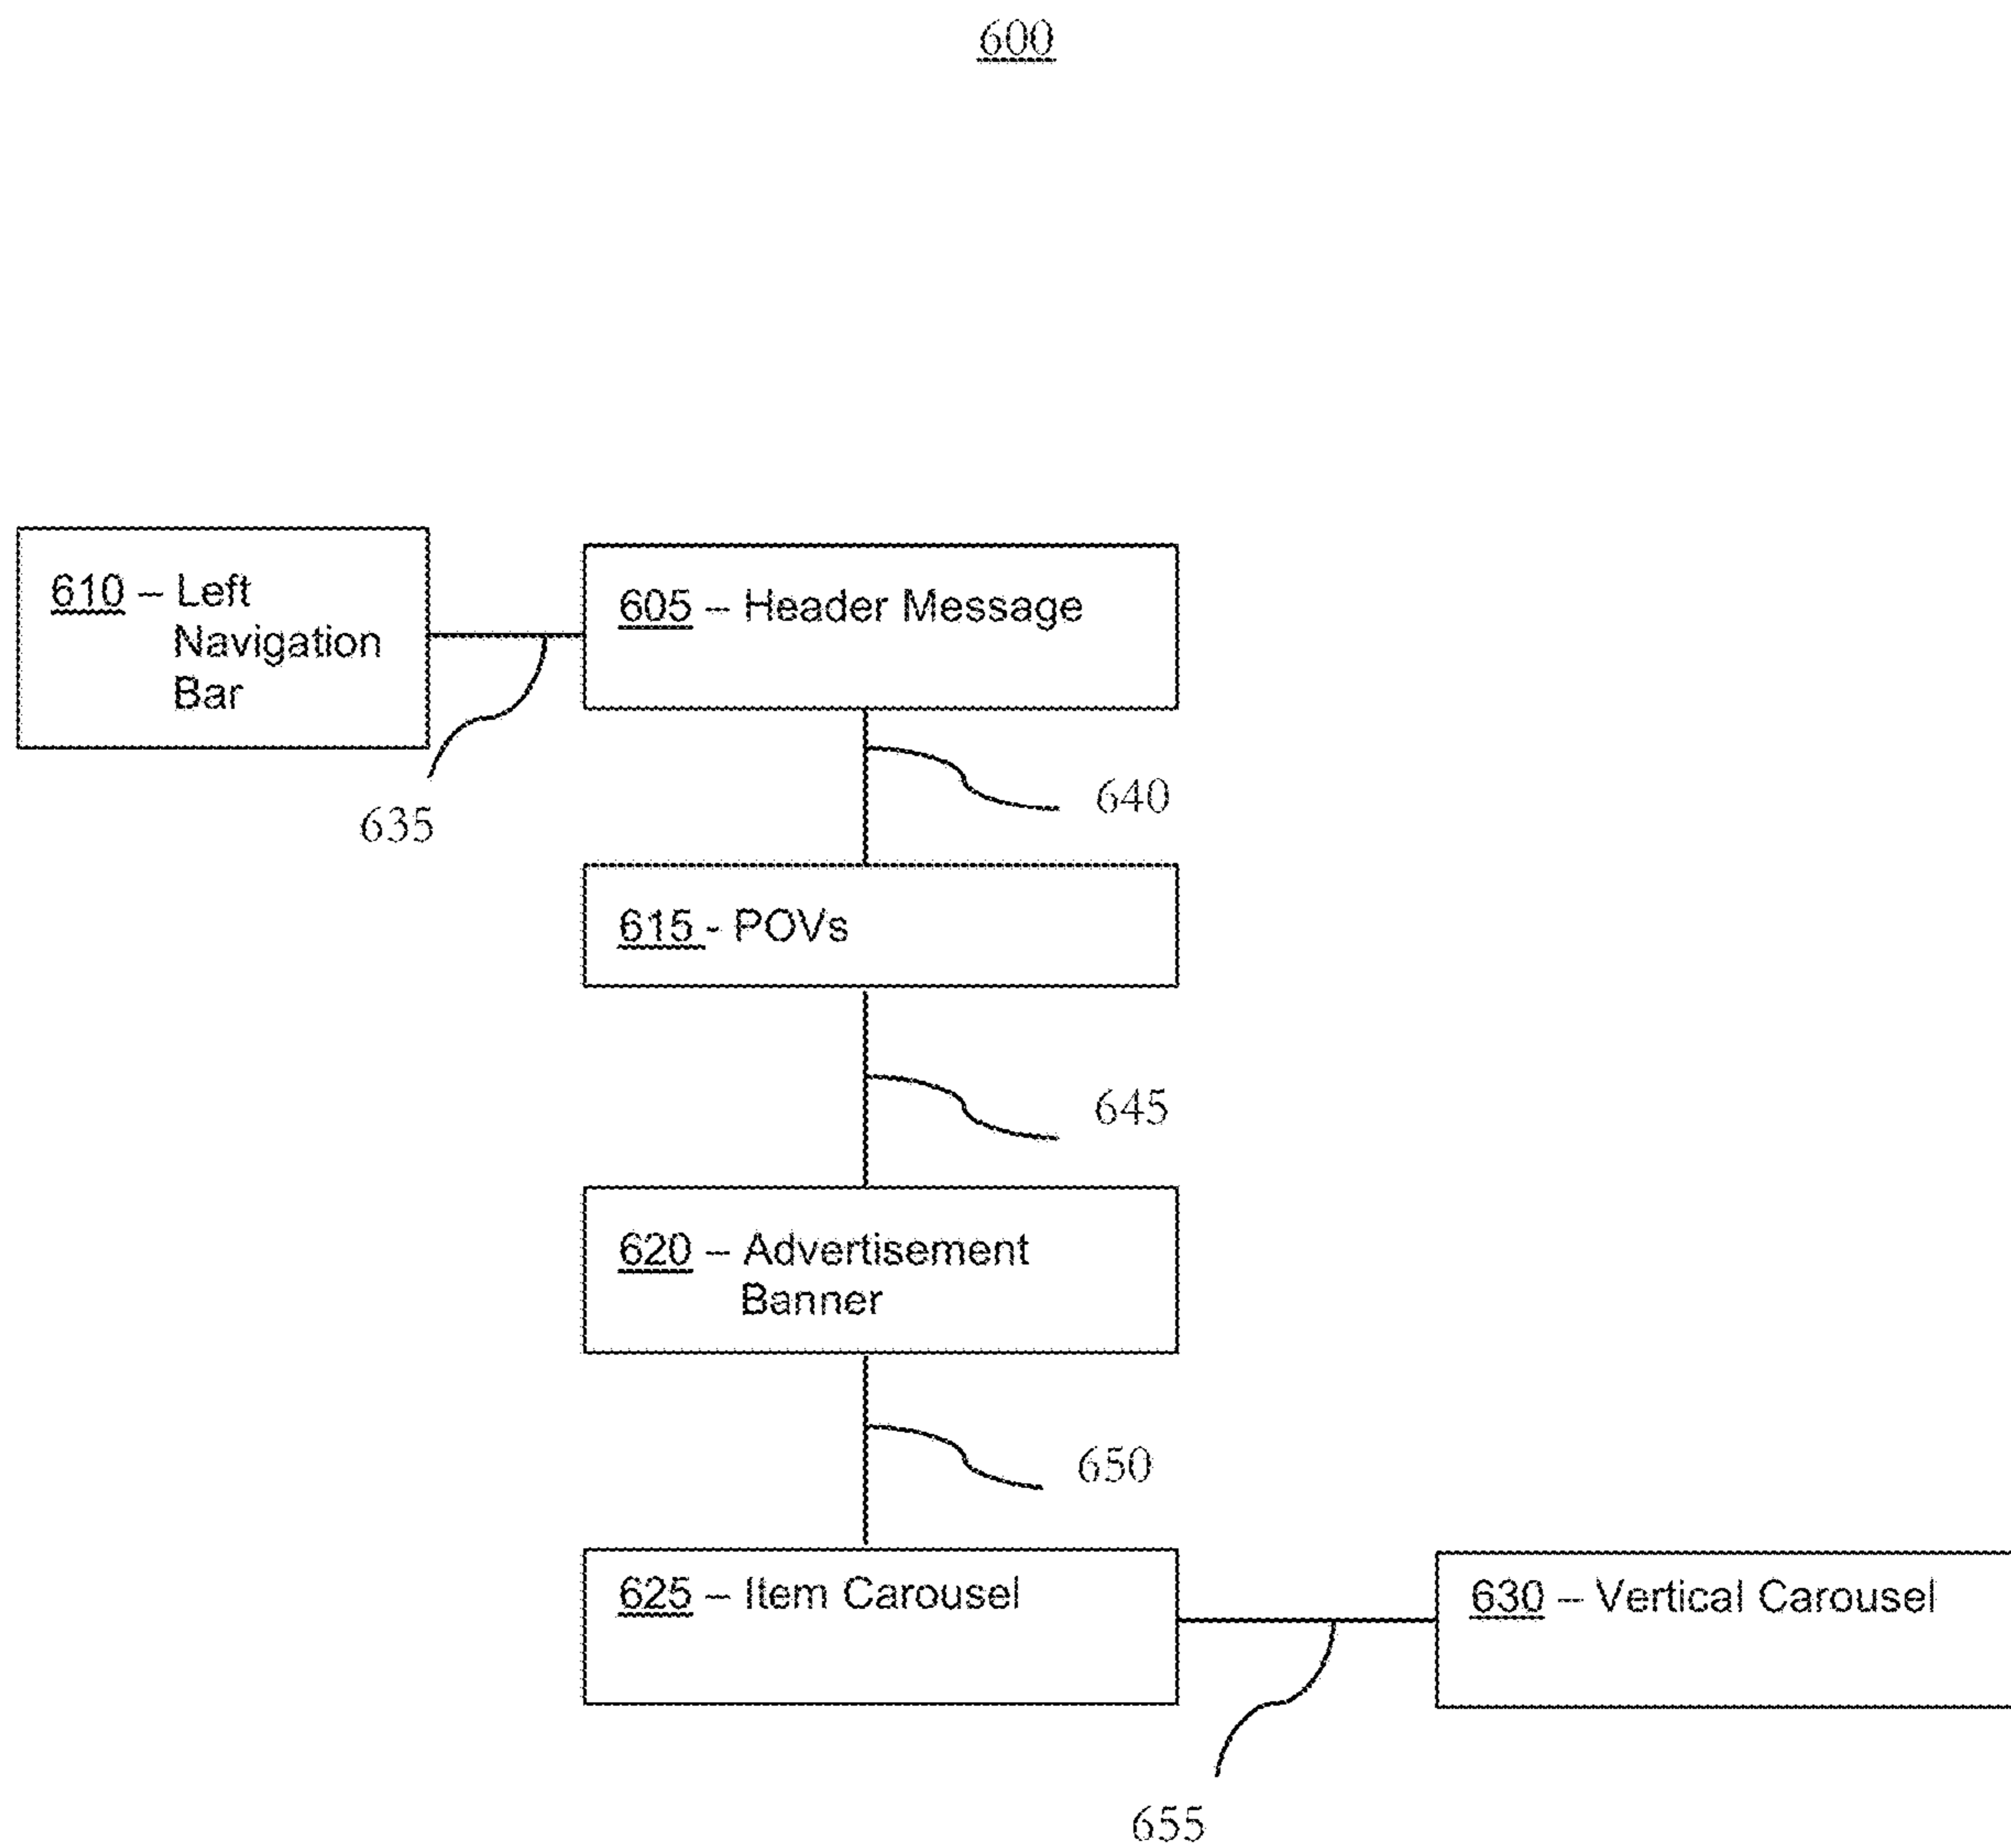 600
610 – Left
Navigation
Bar
605 – Header Message
635
640
615 - POVs
645
620 – Advertisement
Banner
650
625 – Item Carousel
630 – Vertical Carousel
655